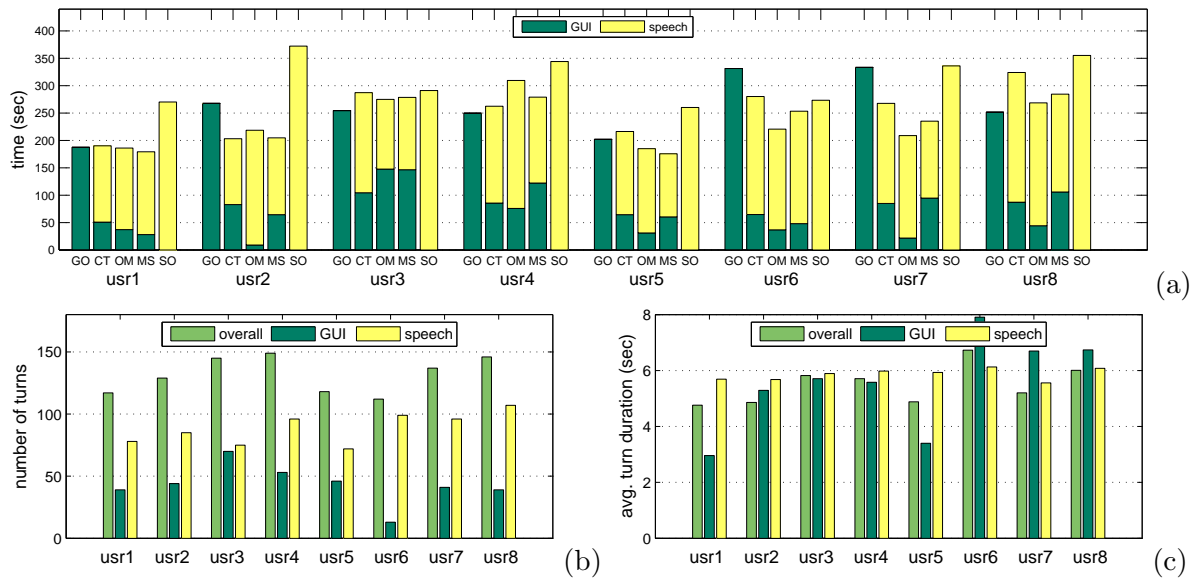 GUI speech
400
350
300
250
200
150
100
50
0
time (sec)
GO CT OM MS SO GO CT OM MS SO GO CT OM MS SO GO CT OM MS SO GO CT OM MS SO GO CT OM MS SO GO CT OM MS SO GO CT OM MS SO
usr1 usr2 usr3 usr4 usr5 usr6 usr7 usr8
(a)
overall GUI speech
150
100
50
0
number of turns
usr1 usr2 usr3 usr4 usr5 usr6 usr7 usr8
(b)
overall GUI speech
8
6
4
2
0
avg. turn duration (sec)
usr1 usr2 usr3 usr4 usr5 usr6 usr7 usr8
(c)